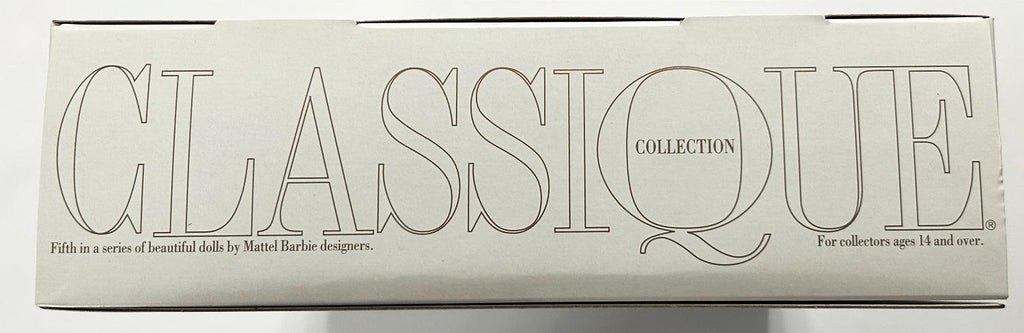 CLASSIQUE®
COLLECTION
Fifth in a series of beautiful dolls by Mattel Barbie designers.
For collectors ages 14 and over.